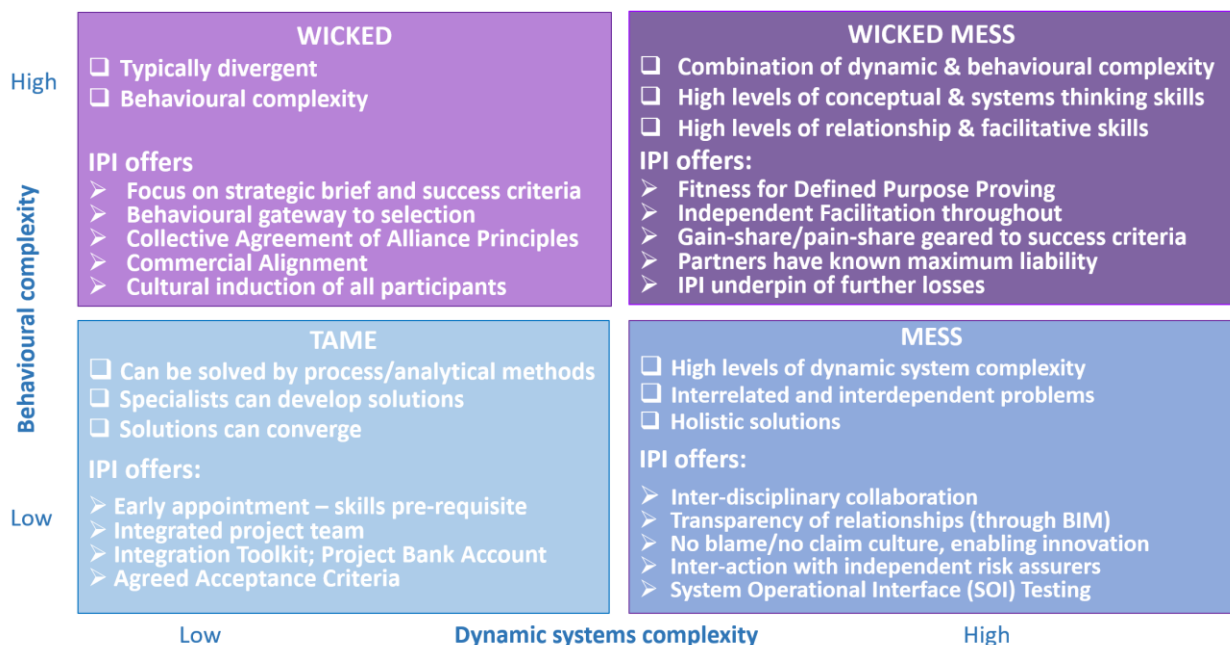 High
Low
Behavioural complexity
WICKED
❑ Typically divergent
❑ Behavioural complexity
IPI offers
➢ Focus on strategic brief and success criteria
➢ Behavioural gateway to selection
➢ Collective Agreement of Alliance Principles
➢ Commercial Alignment
➢ Cultural induction of all participants
WICKED MESS
❑ Combination of dynamic & behavioural complexity
❑ High levels of conceptual & systems thinking skills
❑ High levels of relationship & facilitative skills
IPI offers:
➢ Fitness for Defined Purpose Proving
➢ Independent Facilitation throughout
➢ Gain-share/pain-share geared to success criteria
➢ Partners have known maximum liability
➢ IPI underpin of further losses
TAME
❑ Can be solved by process/analytical methods
❑ Specialists can develop solutions
❑ Solutions can converge
IPI offers:
➢ Early appointment – skills pre-requisite
➢ Integrated project team
➢ Integration Toolkit; Project Bank Account
➢ Agreed Acceptance Criteria
MESS
❑ High levels of dynamic system complexity
❑ Interrelated and interdependent problems
❑ Holistic solutions
IPI offers:
➢ Inter-disciplinary collaboration
➢ Transparency of relationships (through BIM)
➢ No blame/no claim culture, enabling innovation
➢ Inter-action with independent risk assurers
➢ System Operational Interface (SOI) Testing
Low
Dynamic systems complexity
High